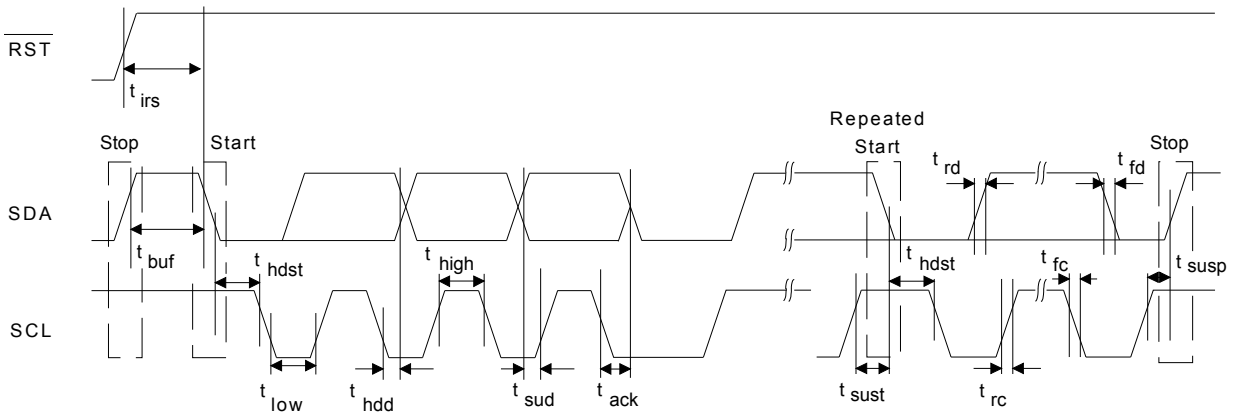 RST
t irs
Repeated
Stop
Start
Start
Stop
t rd
t fd
SDA
t buf
t hdst
t high
t hdst
t fc
t susp
SCL
t low
t hdd
t sud
t ack
t sust
t rc